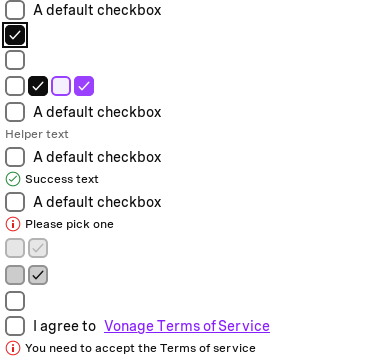 A default checkbox
A default checkbox
Helper text
A default checkbox
Success text
A default checkbox
Please pick one
I agree to Vonage Terms of Service
You need to accept the Terms of service